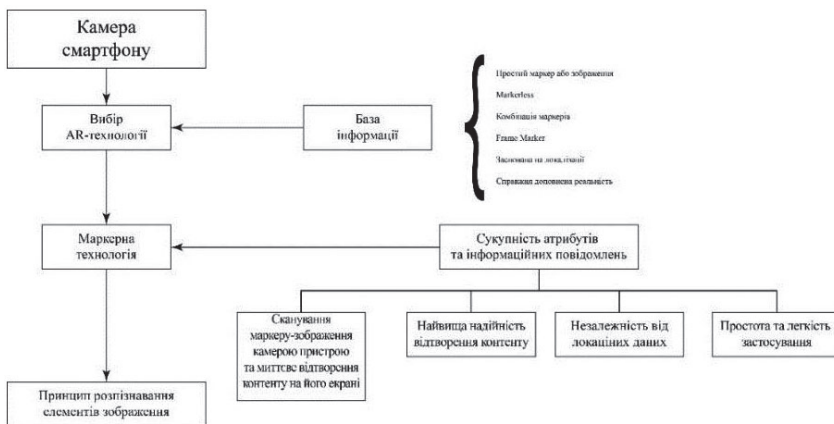 Камера
смартфону
Вибір
AR-технології
База
інформації
Простий маркер або зображення
Markerless
Комбінація маркерів
Frame Marker
Заснована на локалізації
Справжня доповнена реальність
Маркерна
технологія
Сукупність атрибутів
та інформаційних повідомлень
Сканування
маркеру-зображення
камерою пристрою
та миттєве відтворення
контенту на його екрані
Найвища надійність
відтворення контенту
Незалежність від
локаціних даних
Простота та легкість
застосування
Принцип розпізнавання
елементів зображення